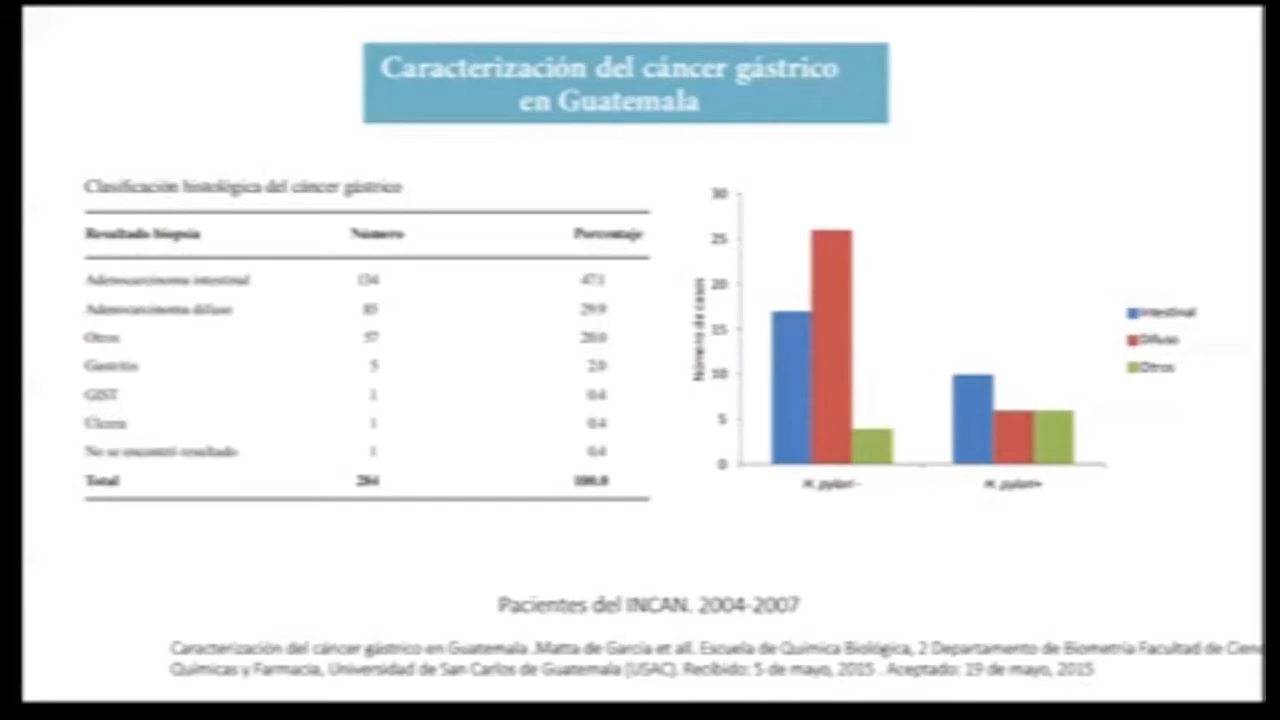 Caracterización del cáncer gástrico
en Guatemala
Clasificación histológica del cáncer gástrico
Resultado biopsia Número Porcentaje
Adenocarcinoma intestinal 134 47.1
Adenocarcinoma difuso 85 29.9
Otros 57 20.0
Gastritis 5 2.0
GIST 1 0.4
Úlcera 1 0.4
No se encontró resultado 1 0.4
Total 284 100.0
Número de casos
30
25
20
15
10
5
0
H. pylori - H. pylori+
Intestinal
Difuso
Otros
Pacientes del INCAN. 2004-2007
Caracterización del cáncer gástrico en Guatemala .Matta de García et all. Escuela de Química Biológica, 2 Departamento de Biometría Facultad de Cienc
Químicas y Farmacia, Universidad de San Carlos de Guatemala (USAC). Recibido: 5 de mayo, 2015 . Aceptado: 19 de mayo, 2015